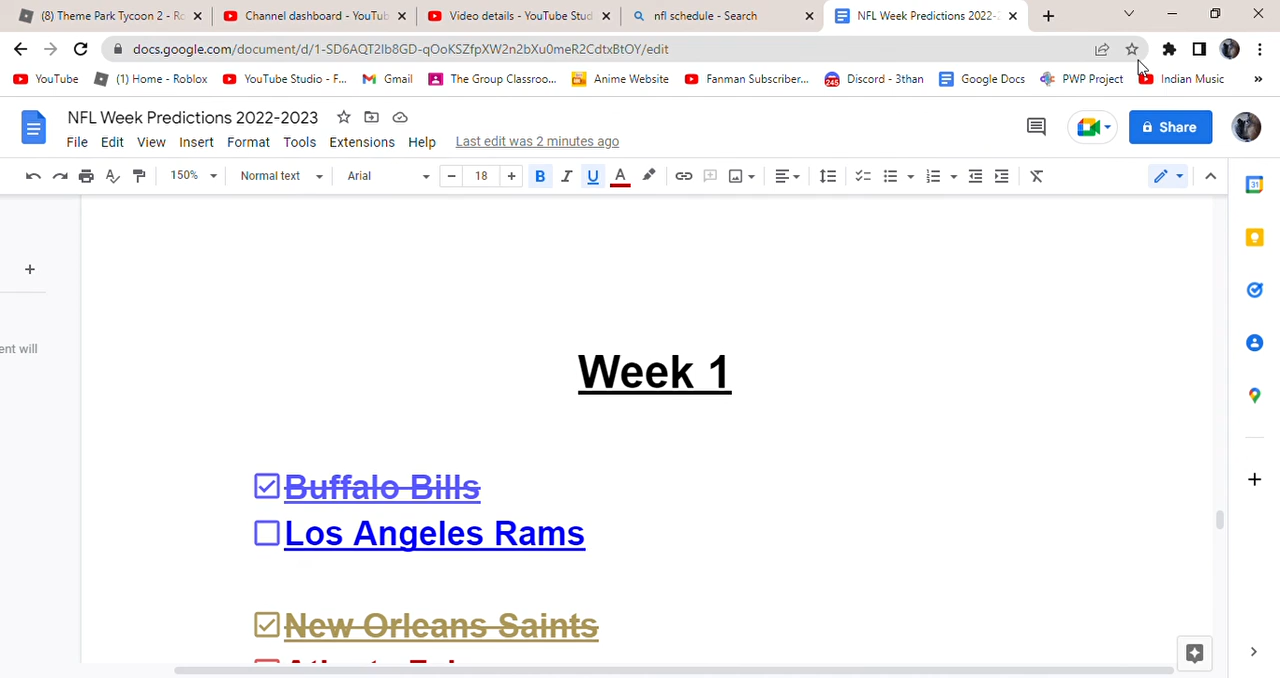 (8) Theme Park Tycoon 2 - Ro
Channel dashboard - YouTub
Video details - YouTube Stud
nfl schedule - Search
NFL Week Predictions 2022-
docs.google.com/document/d/1-SD6AQT2Ib8GD-qOoKSZfpXW2n2bXu0meR2CdtxBtOY/edit
YouTube
(1) Home - Roblox
YouTube Studio - F...
Gmail
The Group Classroo...
Anime Website
Fanman Subscriber...
245
Discord - 3than
Google Docs
PWP Project
Indian Music
NFL Week Predictions 2022-2023
File Edit View Insert Format Tools Extensions Help Last edit was 2 minutes ago
Share
150% Normal text Arial 18 B I U A
31
ent will
Week 1
Buffalo Bills
Los Angeles Rams
New Orleans Saints